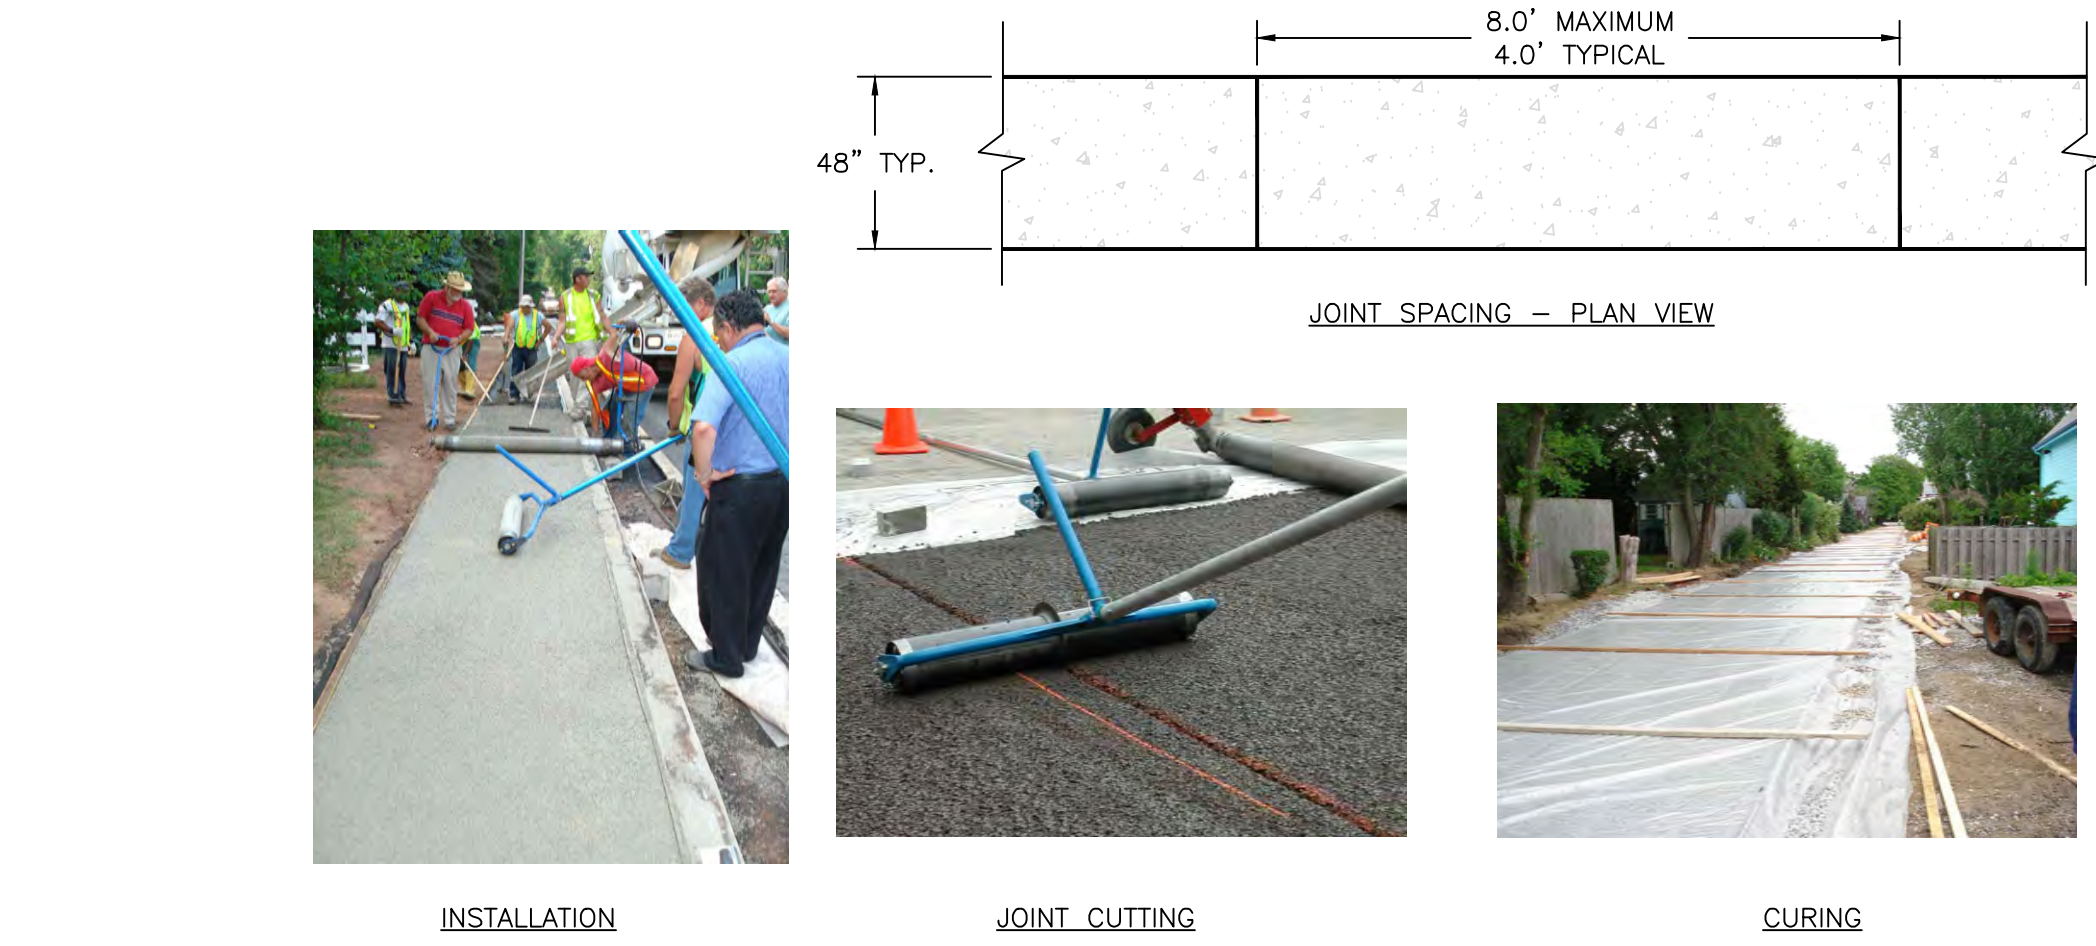 8.0’ MAXIMUM
4.0’ TYPICAL
48” TYP.
JOINT SPACING – PLAN VIEW
INSTALLATION
JOINT CUTTING
CURING